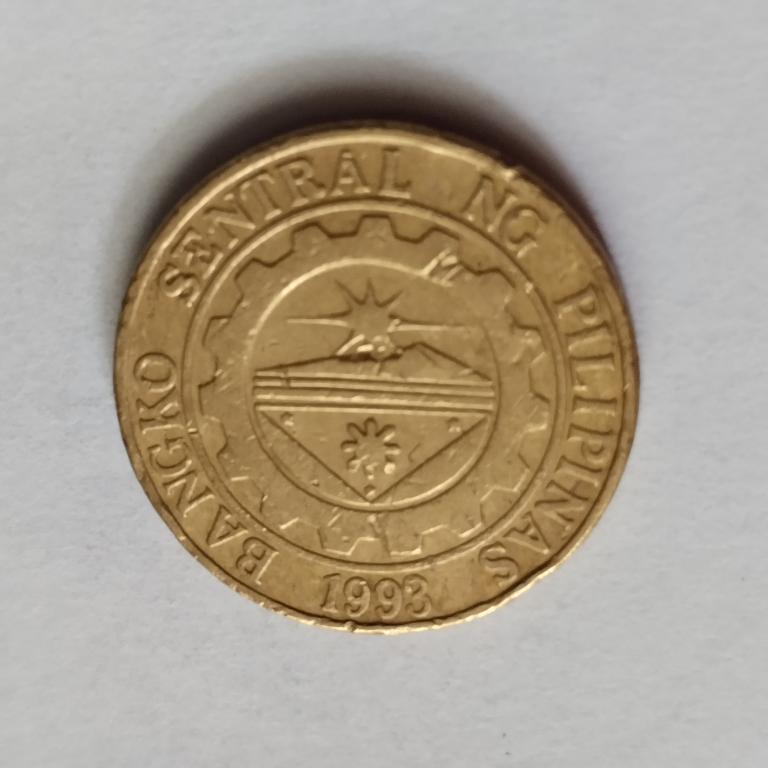 BANGKO SENTRAL NG PILIPINAS
1993